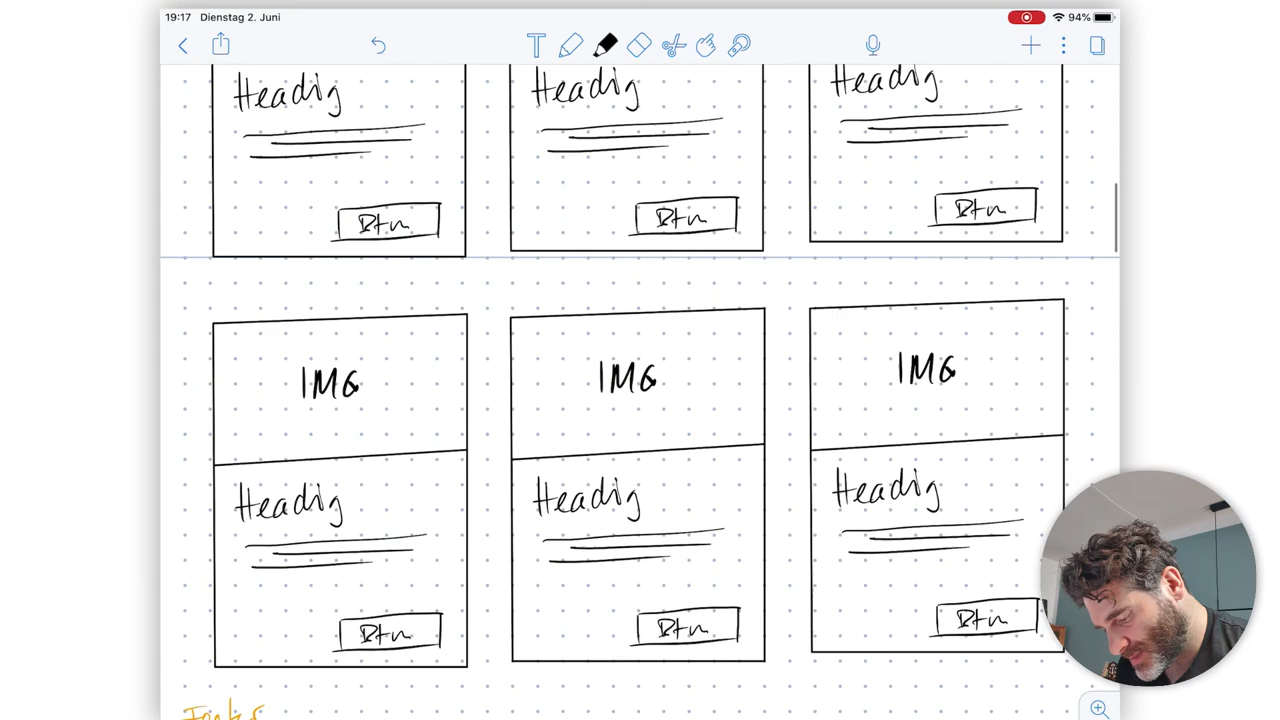 19:17 Dienstag 2. Juni 94%
T
Headig Headig Headig
Btn Btn Btn
IMG IMG IMG
Headig Headig Headig
Btn Btn Btn
Footer